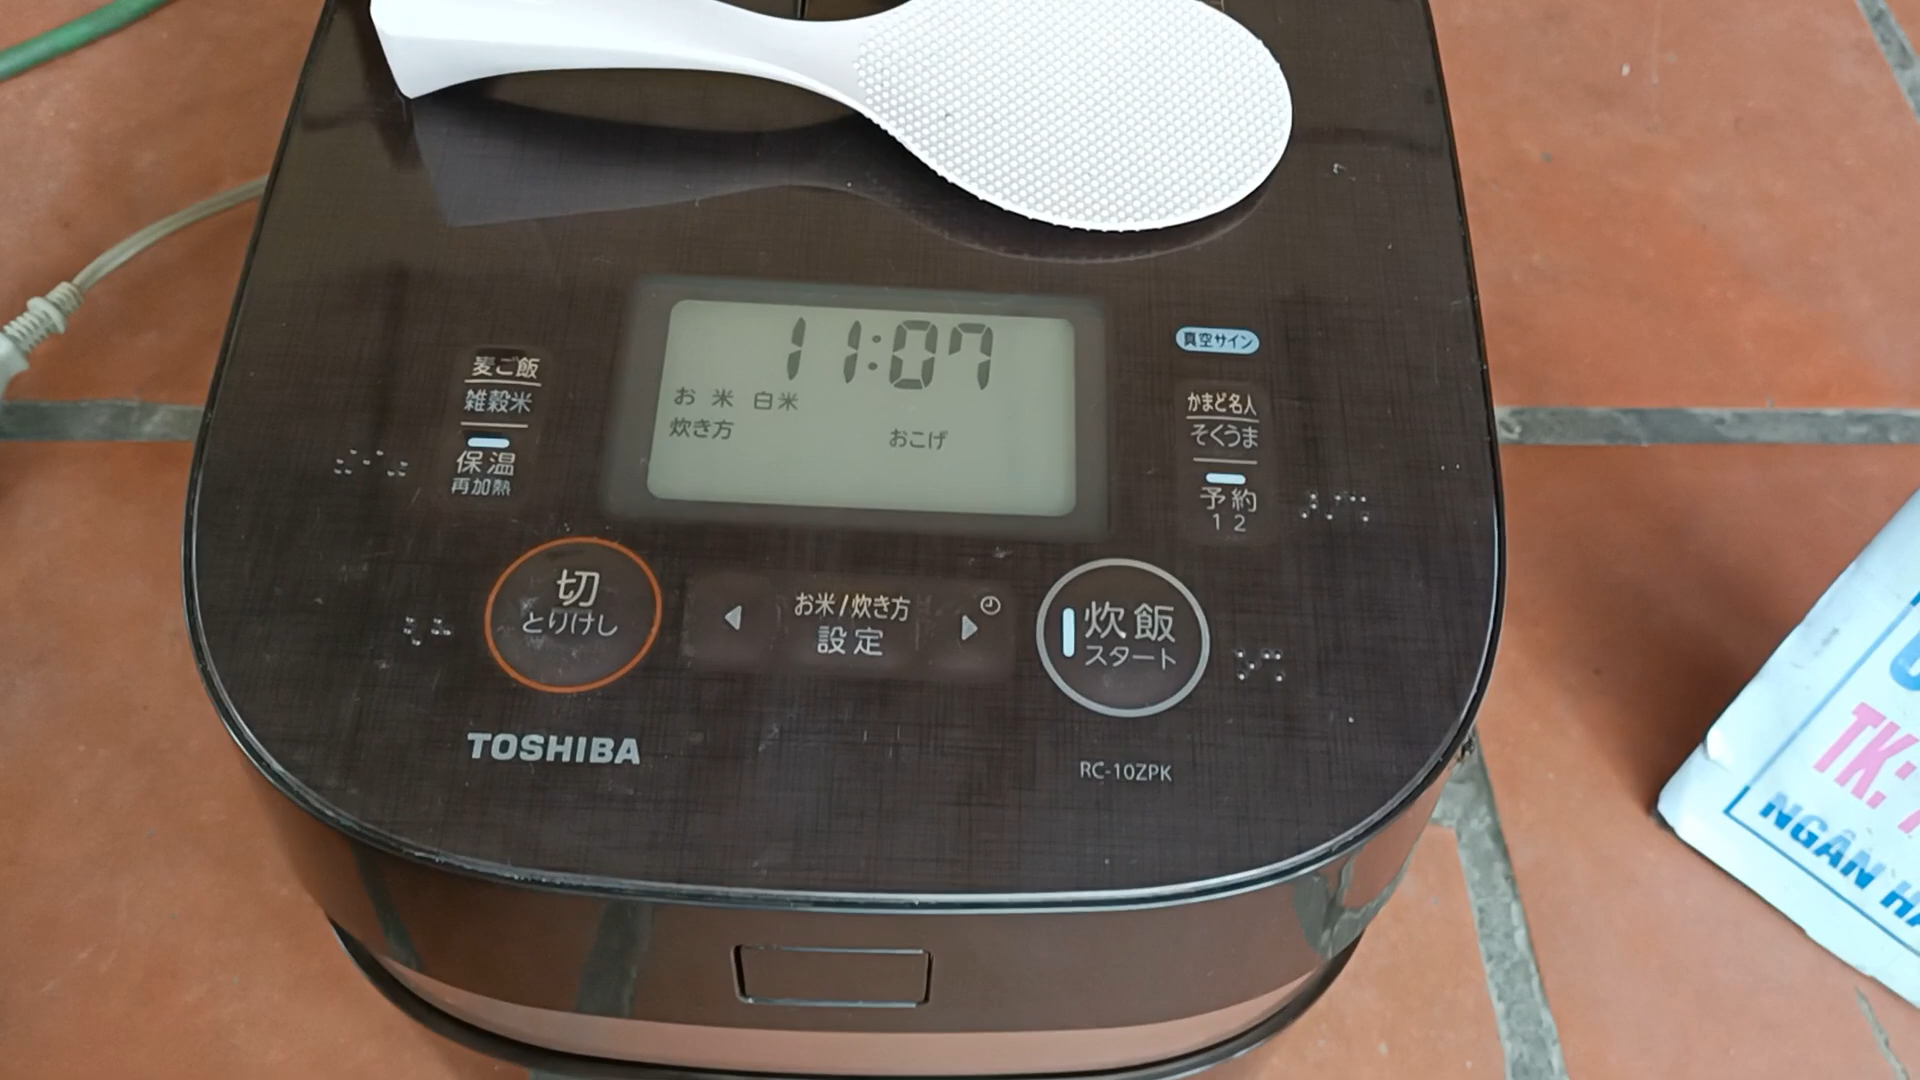 11:07
お 米 白米
炊き方
おこげ
麦ご飯
雑穀米
保温
再加熱
真空サイン
かまど名人
そくうま
予約
1 2
切
とりけし
お米/炊き方
設定
炊飯
スタート
TOSHIBA
RC-10ZPK
TK:
NGÂN H